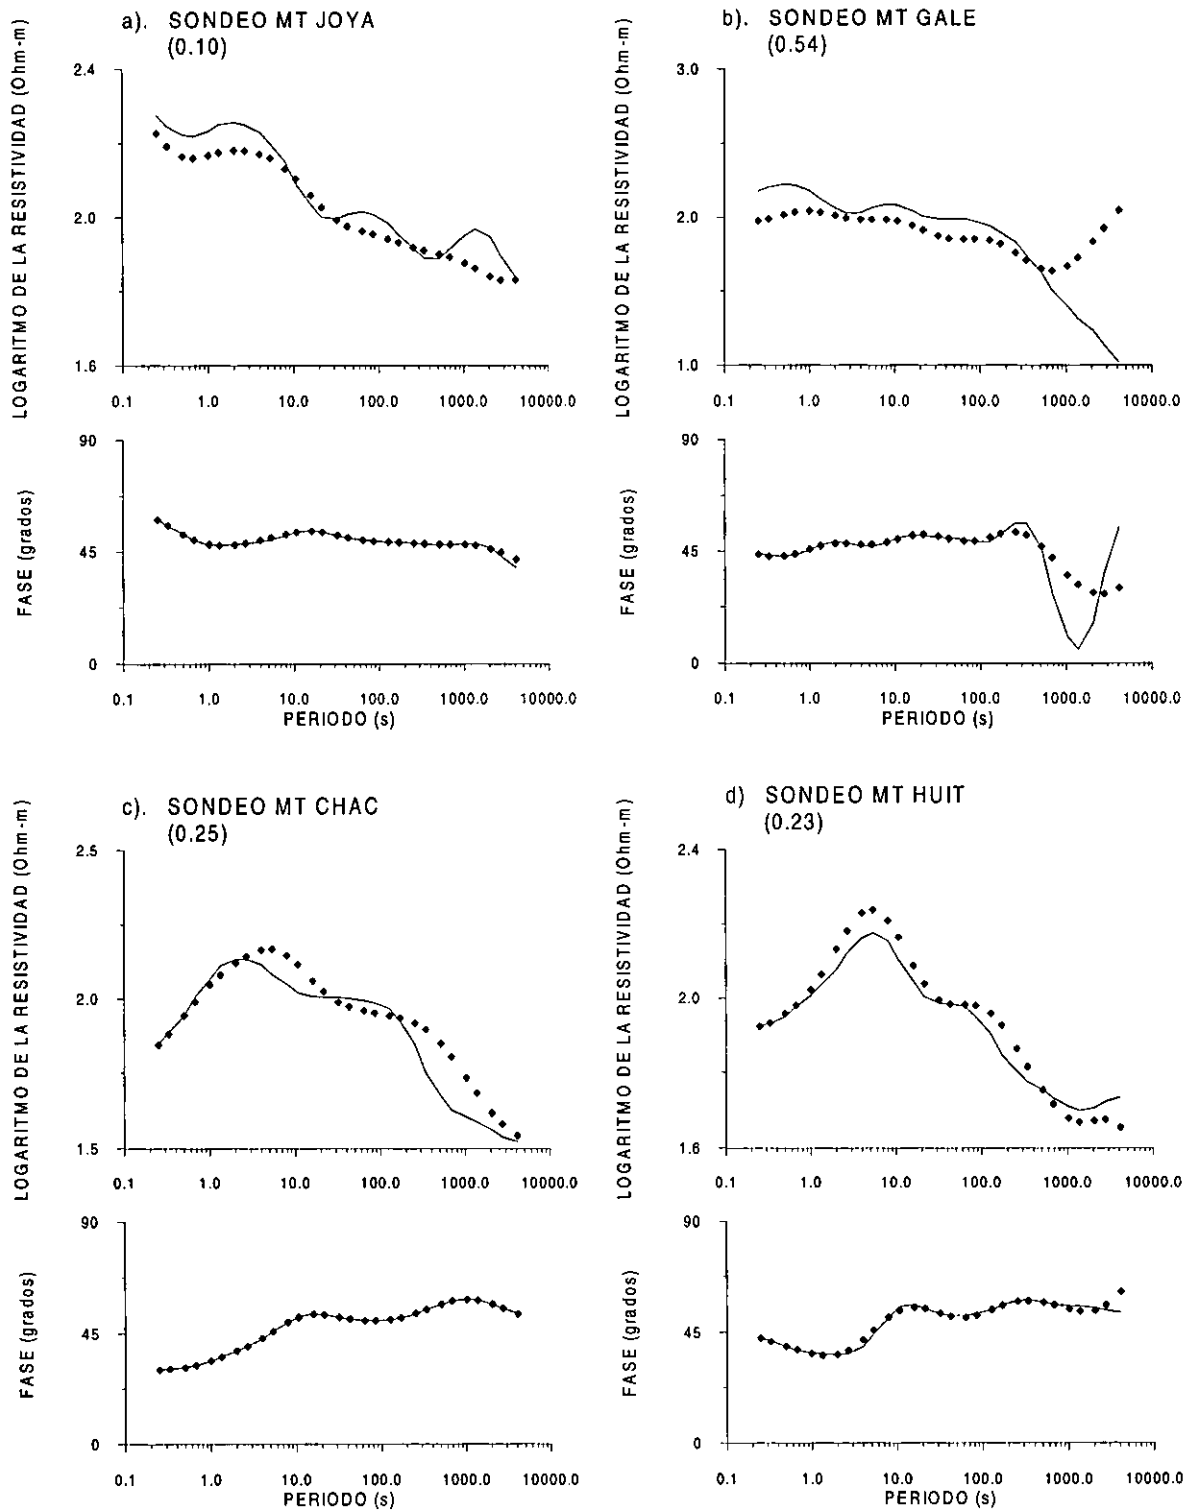 a). SONDEO MT JOYA
(0.10)
LOGARITMO DE LA RESISTIVIDAD (Ohm-m)
2.4
2.0
1.6
0.1 1.0 10.0 100.0 1000.0 10000.0
FASE (grados)
90
45
0
0.1 1.0 10.0 100.0 1000.0 10000.0
PERIODO (s)
b). SONDEO MT GALE
(0.54)
LOGARITMO DE LA RESISTIVIDAD (Ohm-m)
3.0
2.0
1.0
0.1 1.0 10.0 100.0 1000.0 10000.0
FASE (grados)
90
45
0
0.1 1.0 10.0 100.0 1000.0 10000.0
PERIODO (s)
c). SONDEO MT CHAC
(0.25)
LOGARITMO DE LA RESISTIVIDAD (Ohm-m)
2.5
2.0
1.5
0.1 1.0 10.0 100.0 1000.0 10000.0
FASE (grados)
90
45
0
0.1 1.0 10.0 100.0 1000.0 10000.0
PERIODO (s)
d) SONDEO MT HUIT
(0.23)
LOGARITMO DE LA RESISTIVIDAD (Ohm-m)
2.4
2.0
1.6
0.1 1.0 10.0 100.0 1000.0 10000.0
FASE (grados)
90
45
0
0.1 1.0 10.0 100.0 1000.0 10000.0
PERIODO (s)